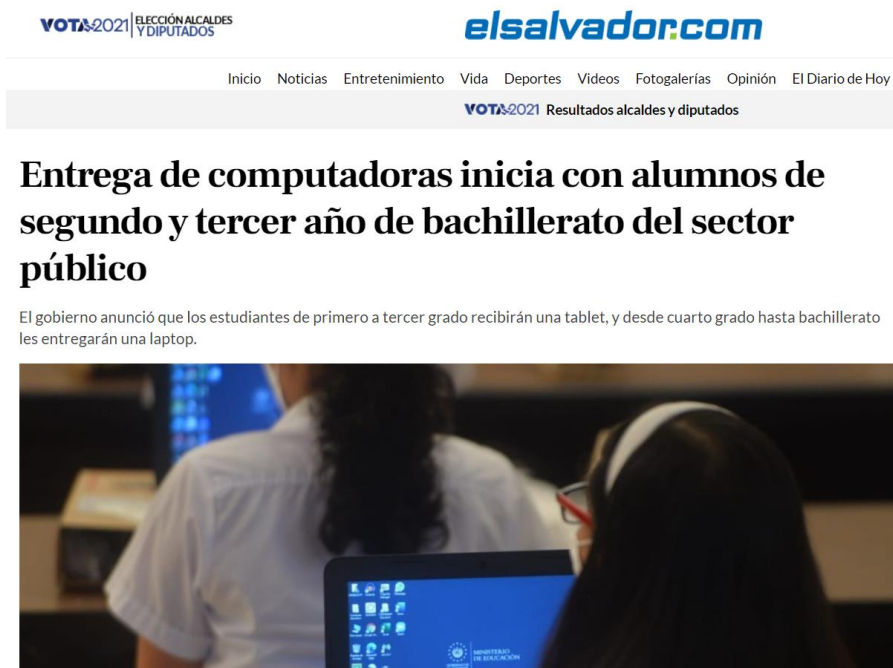 VOTA2021 ELECCIÓN ALCALDES
Y DIPUTADOS
elsalvador.com
Inicio Noticias Entretenimiento Vida Deportes Videos Fotogalerías Opinión El Diario de Hoy
VOTA2021 Resultados alcaldes y diputados
Entrega de computadoras inicia con alumnos de
segundo y tercer año de bachillerato del sector
público
El gobierno anunció que los estudiantes de primero a tercer grado recibirán una tablet, y desde cuarto grado hasta bachillerato
les entregarán una laptop.
MINISTERIO
DE EDUCACIÓN